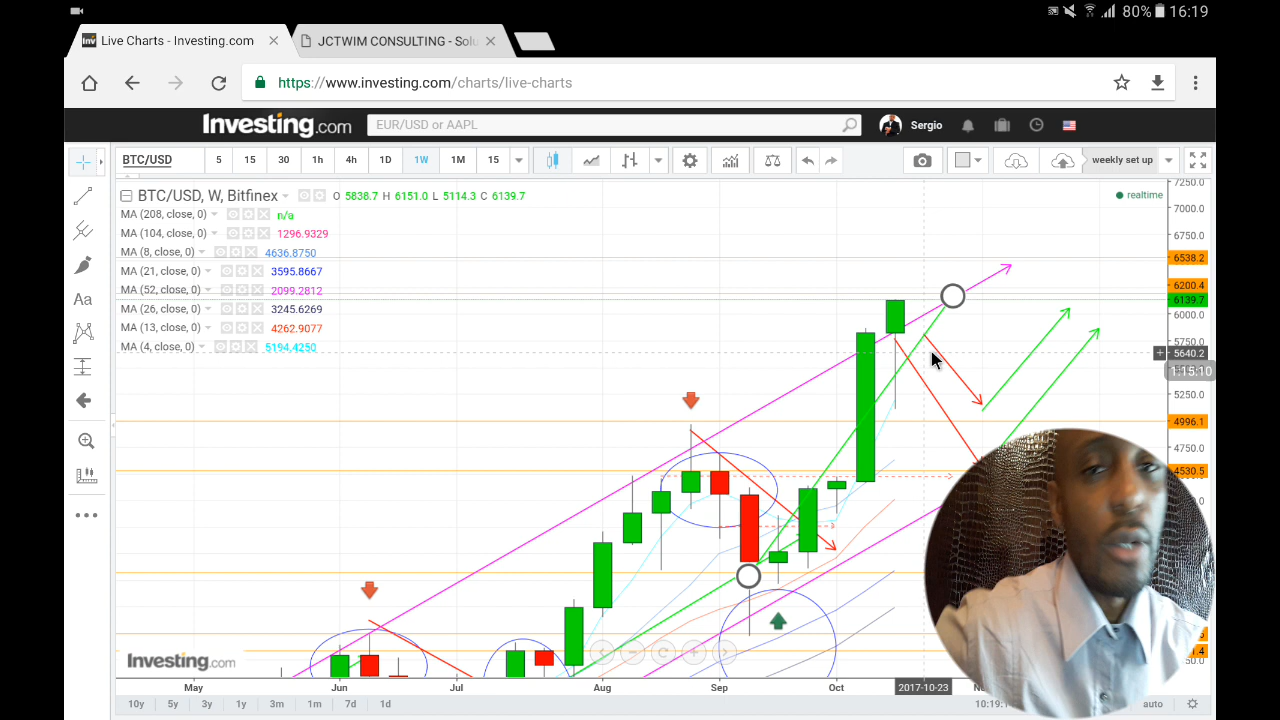 80% 16:19
Live Charts - Investing.com
JCTWIM CONSULTING - Solu
https://www.investing.com/charts/live-charts
Investing.com EUR/USD or AAPL Sergio
BTC/USD 5 15 30 1h 4h 1D 1W 1M 15 weekly set up
BTC/USD, W, Bitfinex O 5838.7 H 6151.0 L 5114.3 C 6139.7
realtime
MA (208, close, 0) n/a
MA (104, close, 0) 1296.9329
MA (8, close, 0) 4636.8750
MA (21, close, 0) 3595.8667
MA (52, close, 0) 2099.2812
MA (26, close, 0) 3245.6269
MA (13, close, 0) 4262.9077
MA (4, close, 0) 5194.4250
Aa
7250.0
7000.0
6750.0
6538.2
6200.4
6139.7
6000.0
5750.0
5640.2
1:15:10
5250.0
4996.1
4750.0
4530.5
Investing.com
May Jun Jul Aug Sep Oct 2017-10-23
10y 5y 3y 1y 3m 1m 7d 1d auto